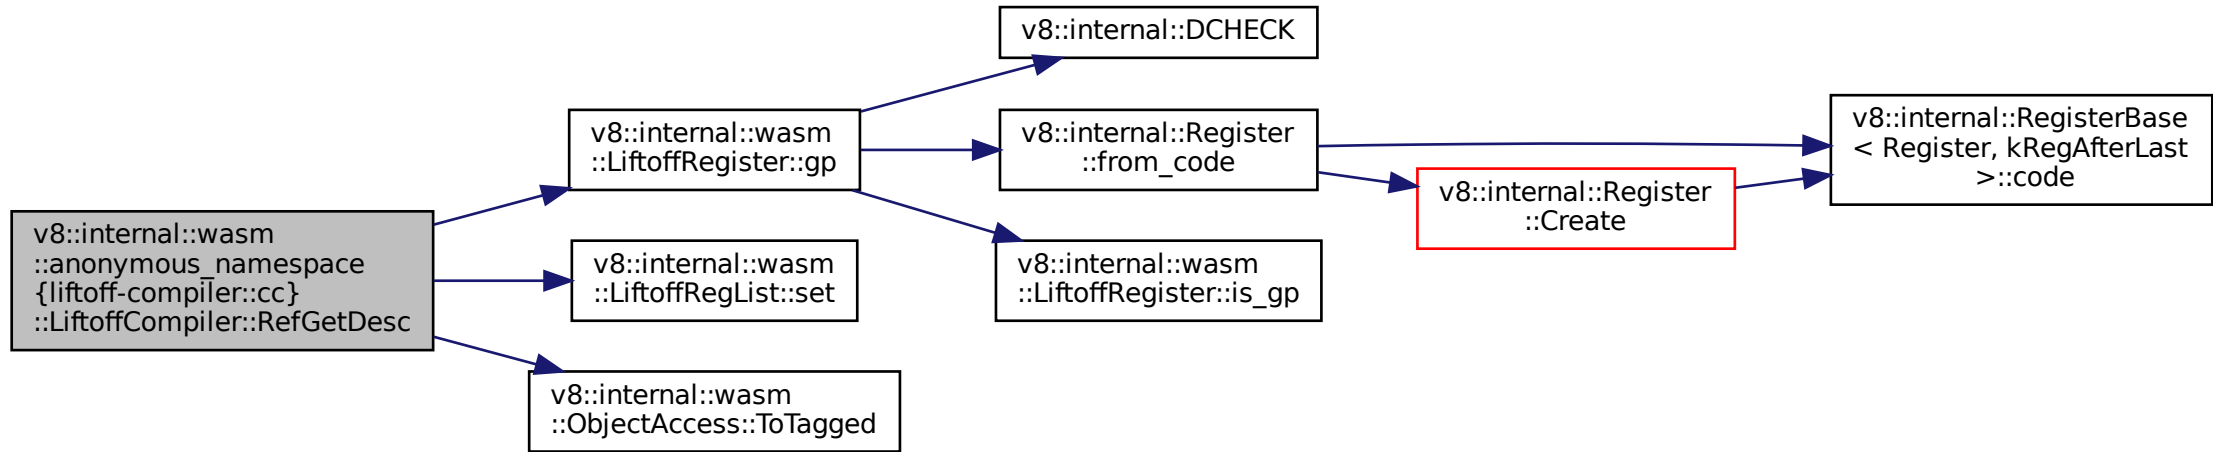 v8::internal::wasm
::anonymous_namespace
{liftoff-compiler::cc}
::LiftoffCompiler::RefGetDesc
v8::internal::wasm
::LiftoffRegister::gp
v8::internal::DCHECK
v8::internal::Register
::from_code
v8::internal::RegisterBase
< Register, kRegAfterLast
>::code
v8::internal::Register
::Create
v8::internal::wasm
::LiftoffRegister::is_gp
v8::internal::wasm
::LiftoffRegList::set
v8::internal::wasm
::ObjectAccess::ToTagged